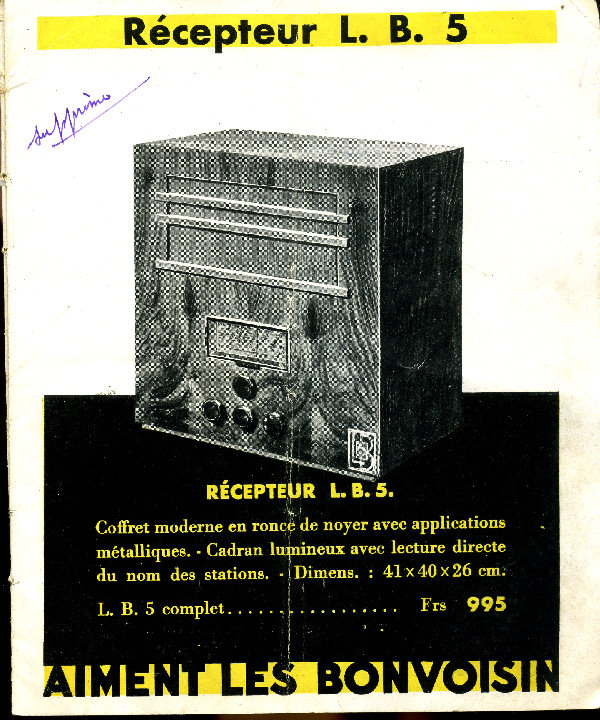 Récepteur L. B. 5
supprimé
RÉCEPTEUR L. B. 5.
Coffret moderne en ronce de noyer avec applications
métalliques. - Cadran lumineux avec lecture directe
du nom des stations. - Dimens. : 41 × 40 × 26 cm.
L. B. 5 complet................. Frs 995
AIMENT LES BONVOISIN